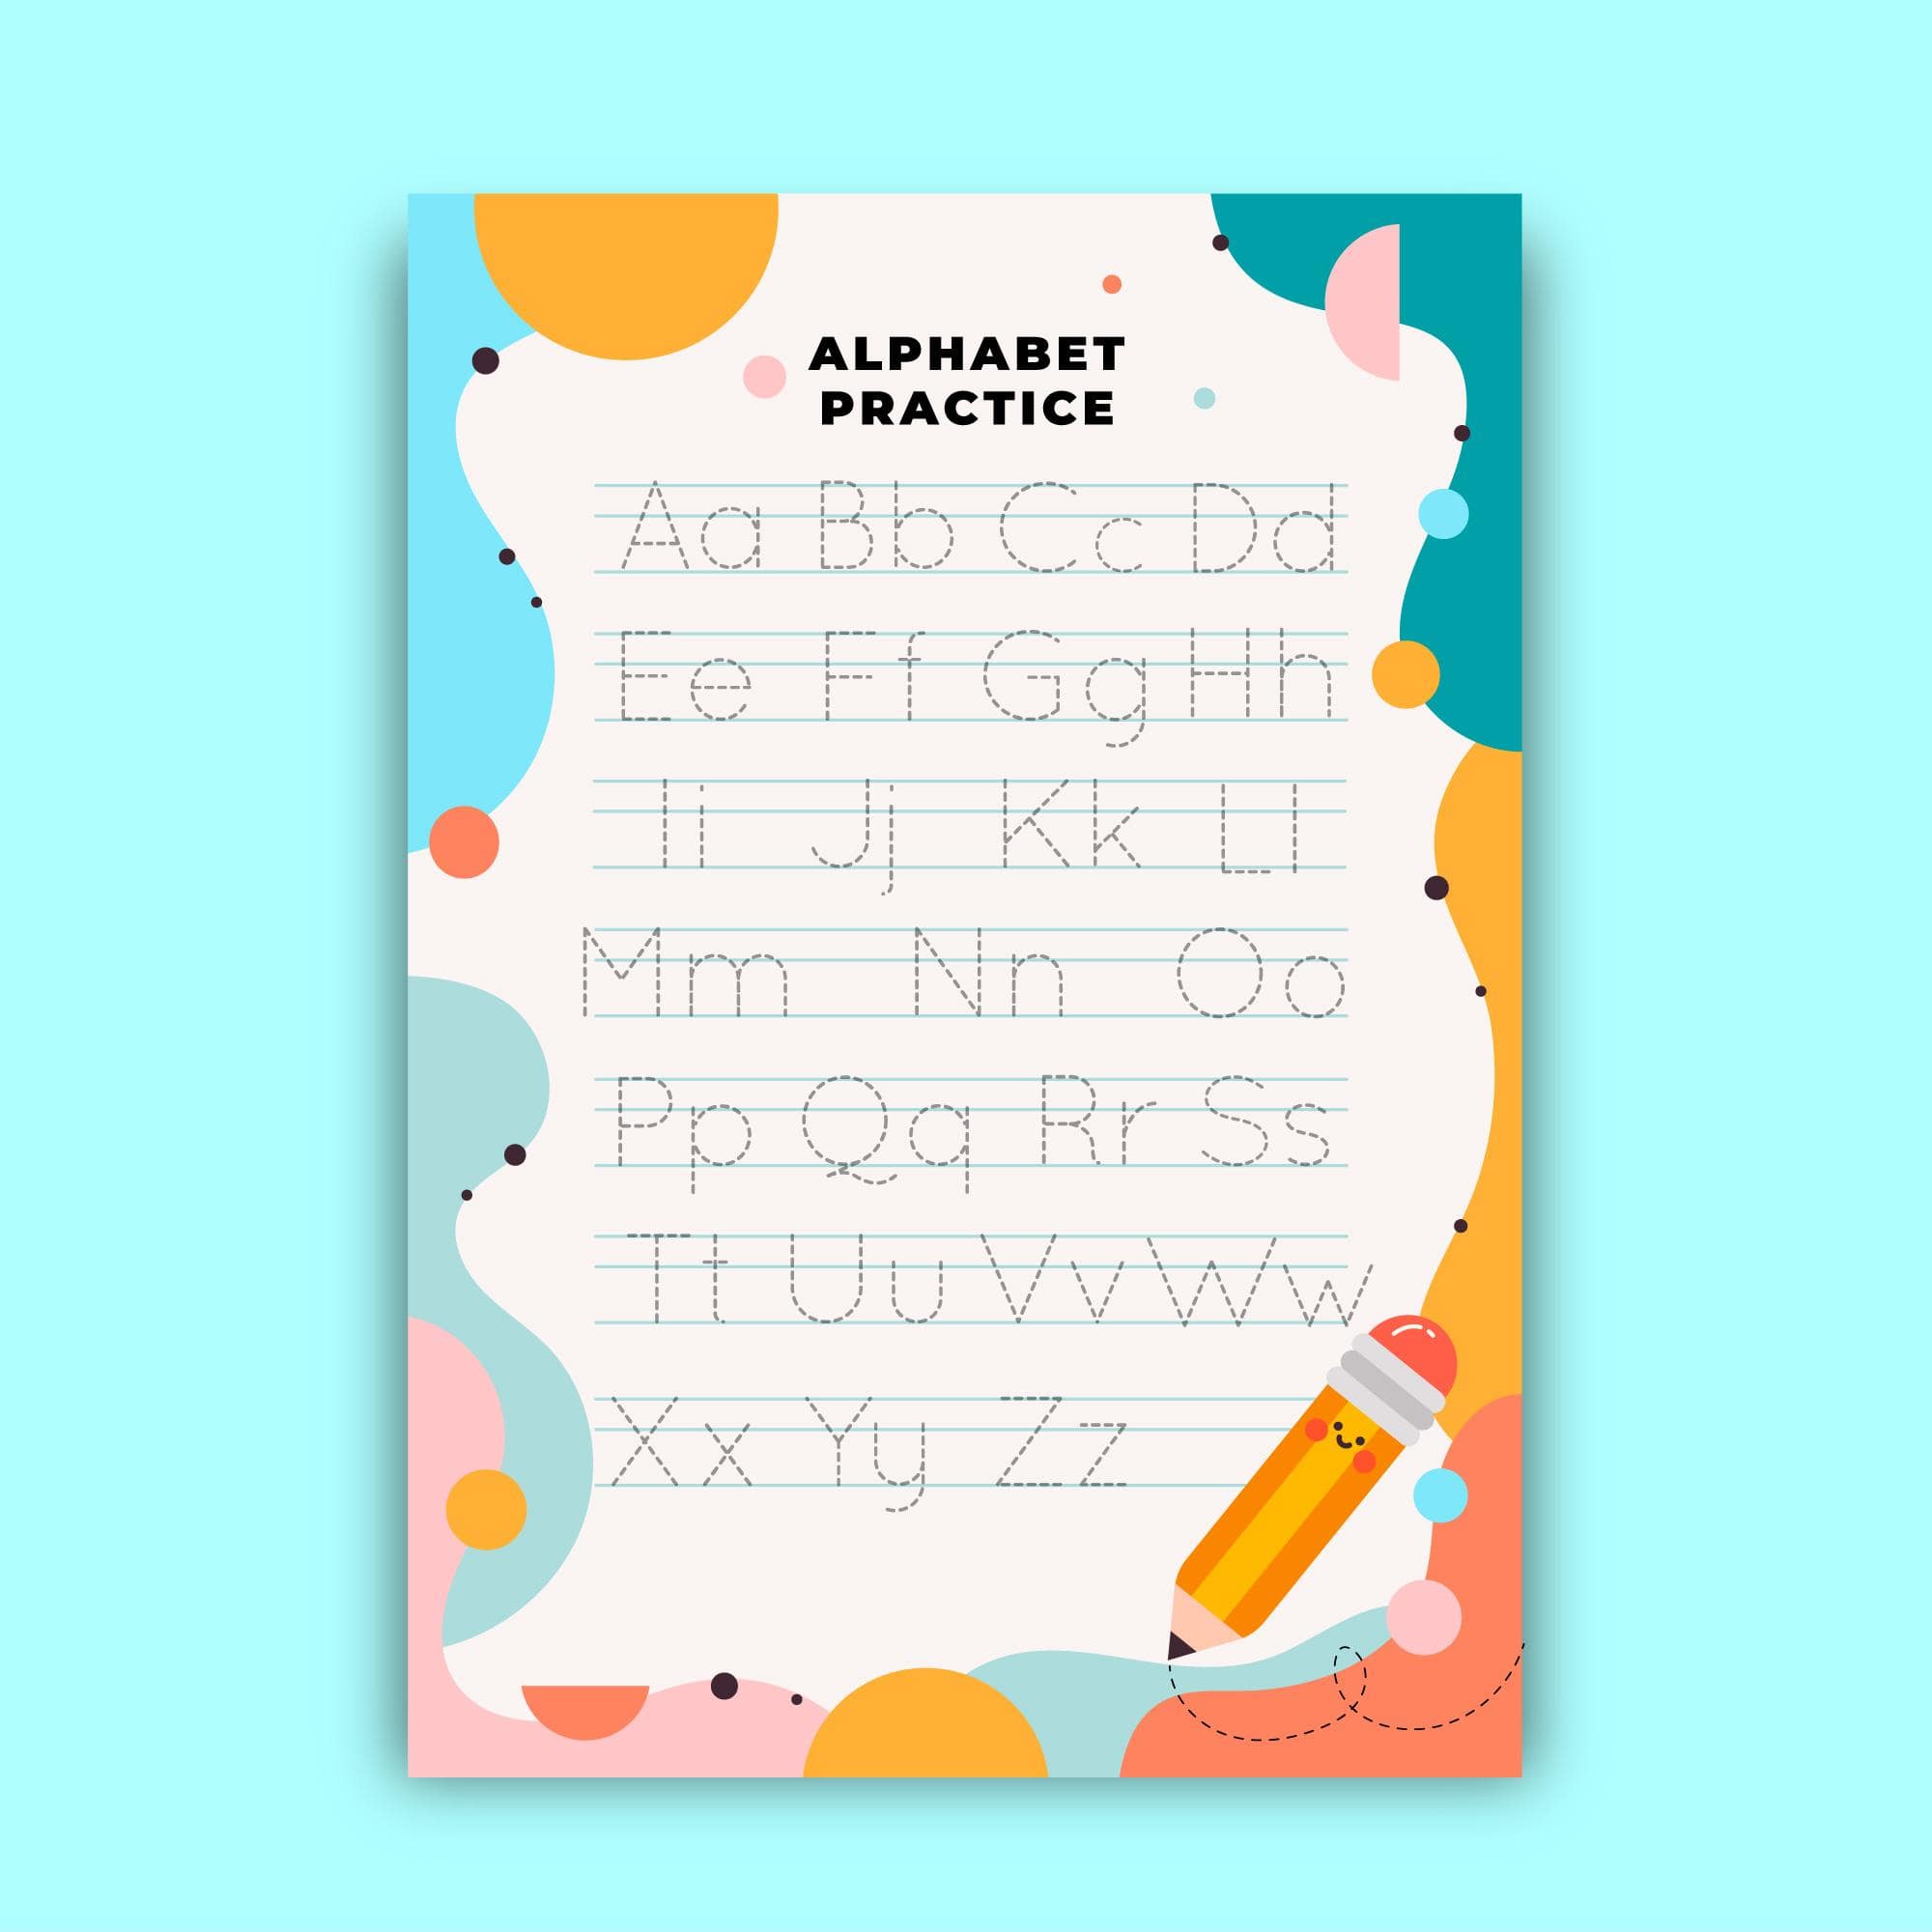 ALPHABET
PRACTICE
Aa Bb Cc Dd
Ee Ff Gg Hh
Ii Jj Kk Ll
Mm Nn Oo
Pp Qq Rr Ss
Tt Uu Vv Ww
Xx Yy Zz